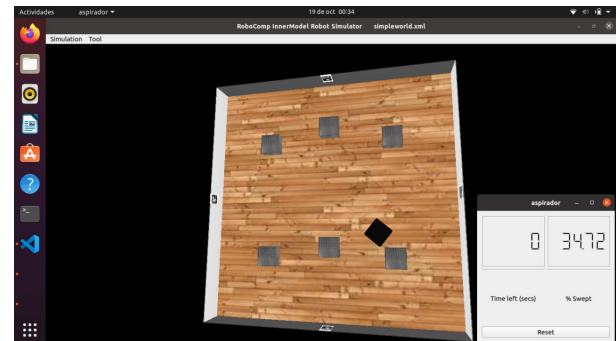 Actividades
aspirador
19 de oct 00:34
RoboComp InnerModel Robot Simulator simpleworld.xml
Simulation Tool
aspirador
0
34.72
Time left (secs)
% Swept
Reset